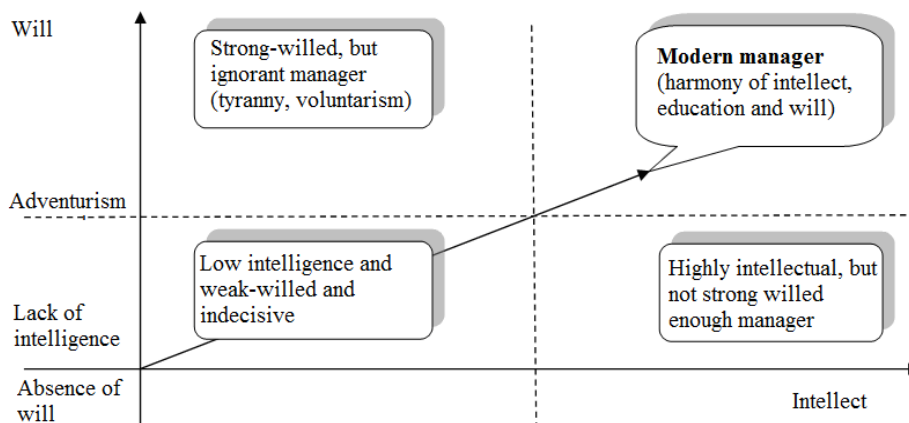 Will
Strong-willed, but
ignorant manager
(tyranny, voluntarism)
Modern manager
(harmony of intellect,
education and will)
Adventurism
Low intelligence and
weak-willed and
indecisive
Highly intellectual, but
not strong willed
enough manager
Lack of
intelligence
Absence of
will
Intellect